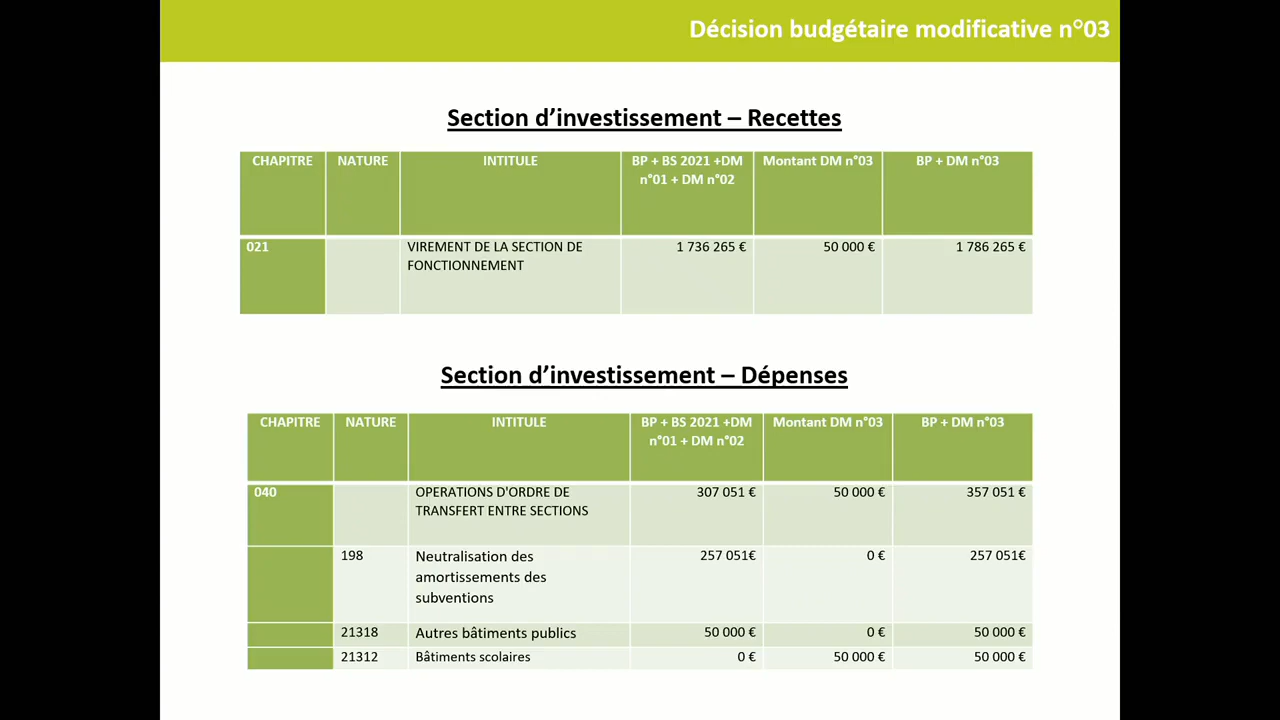 Décision budgétaire modificative n°03
Section d’investissement – Recettes
CHAPITRE NATURE INTITULE BP + BS 2021 +DM Montant DM n°03 BP + DM n°03
n°01 + DM n°02
021 VIREMENT DE LA SECTION DE 1 736 265 € 50 000 € 1 786 265 €
FONCTIONNEMENT
Section d’investissement – Dépenses
CHAPITRE NATURE INTITULE BP + BS 2021 +DM Montant DM n°03 BP + DM n°03
n°01 + DM n°02
040 OPERATIONS D'ORDRE DE 307 051 € 50 000 € 357 051 €
TRANSFERT ENTRE SECTIONS
198 Neutralisation des 257 051€ 0 € 257 051€
amortissements des
subventions
21318 Autres bâtiments publics 50 000 € 0 € 50 000 €
21312 Bâtiments scolaires 0 € 50 000 € 50 000 €